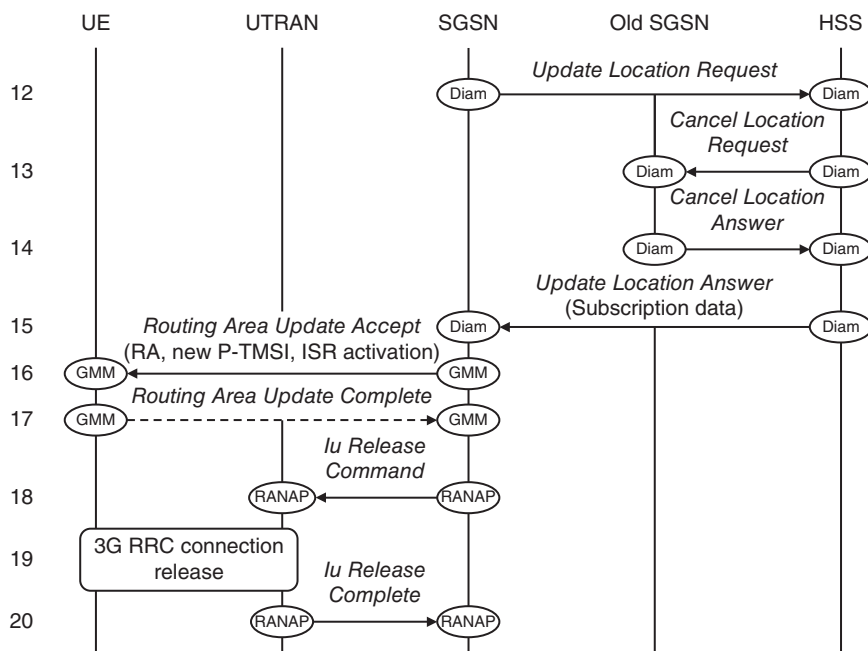 UE UTRAN SGSN Old SGSN HSS
Update Location Request
12 Diam Diam
Cancel Location
Request
13 Diam Diam
Cancel Location
Answer
14 Diam Diam
Update Location Answer
(Subscription data)
15 Diam Diam
Routing Area Update Accept
(RA, new P-TMSI, ISR activation)
16 GMM GMM
Routing Area Update Complete
17 GMM GMM
Iu Release
Command
18 RANAP RANAP
19 3G RRC connection
release
Iu Release
Complete
20 RANAP RANAP